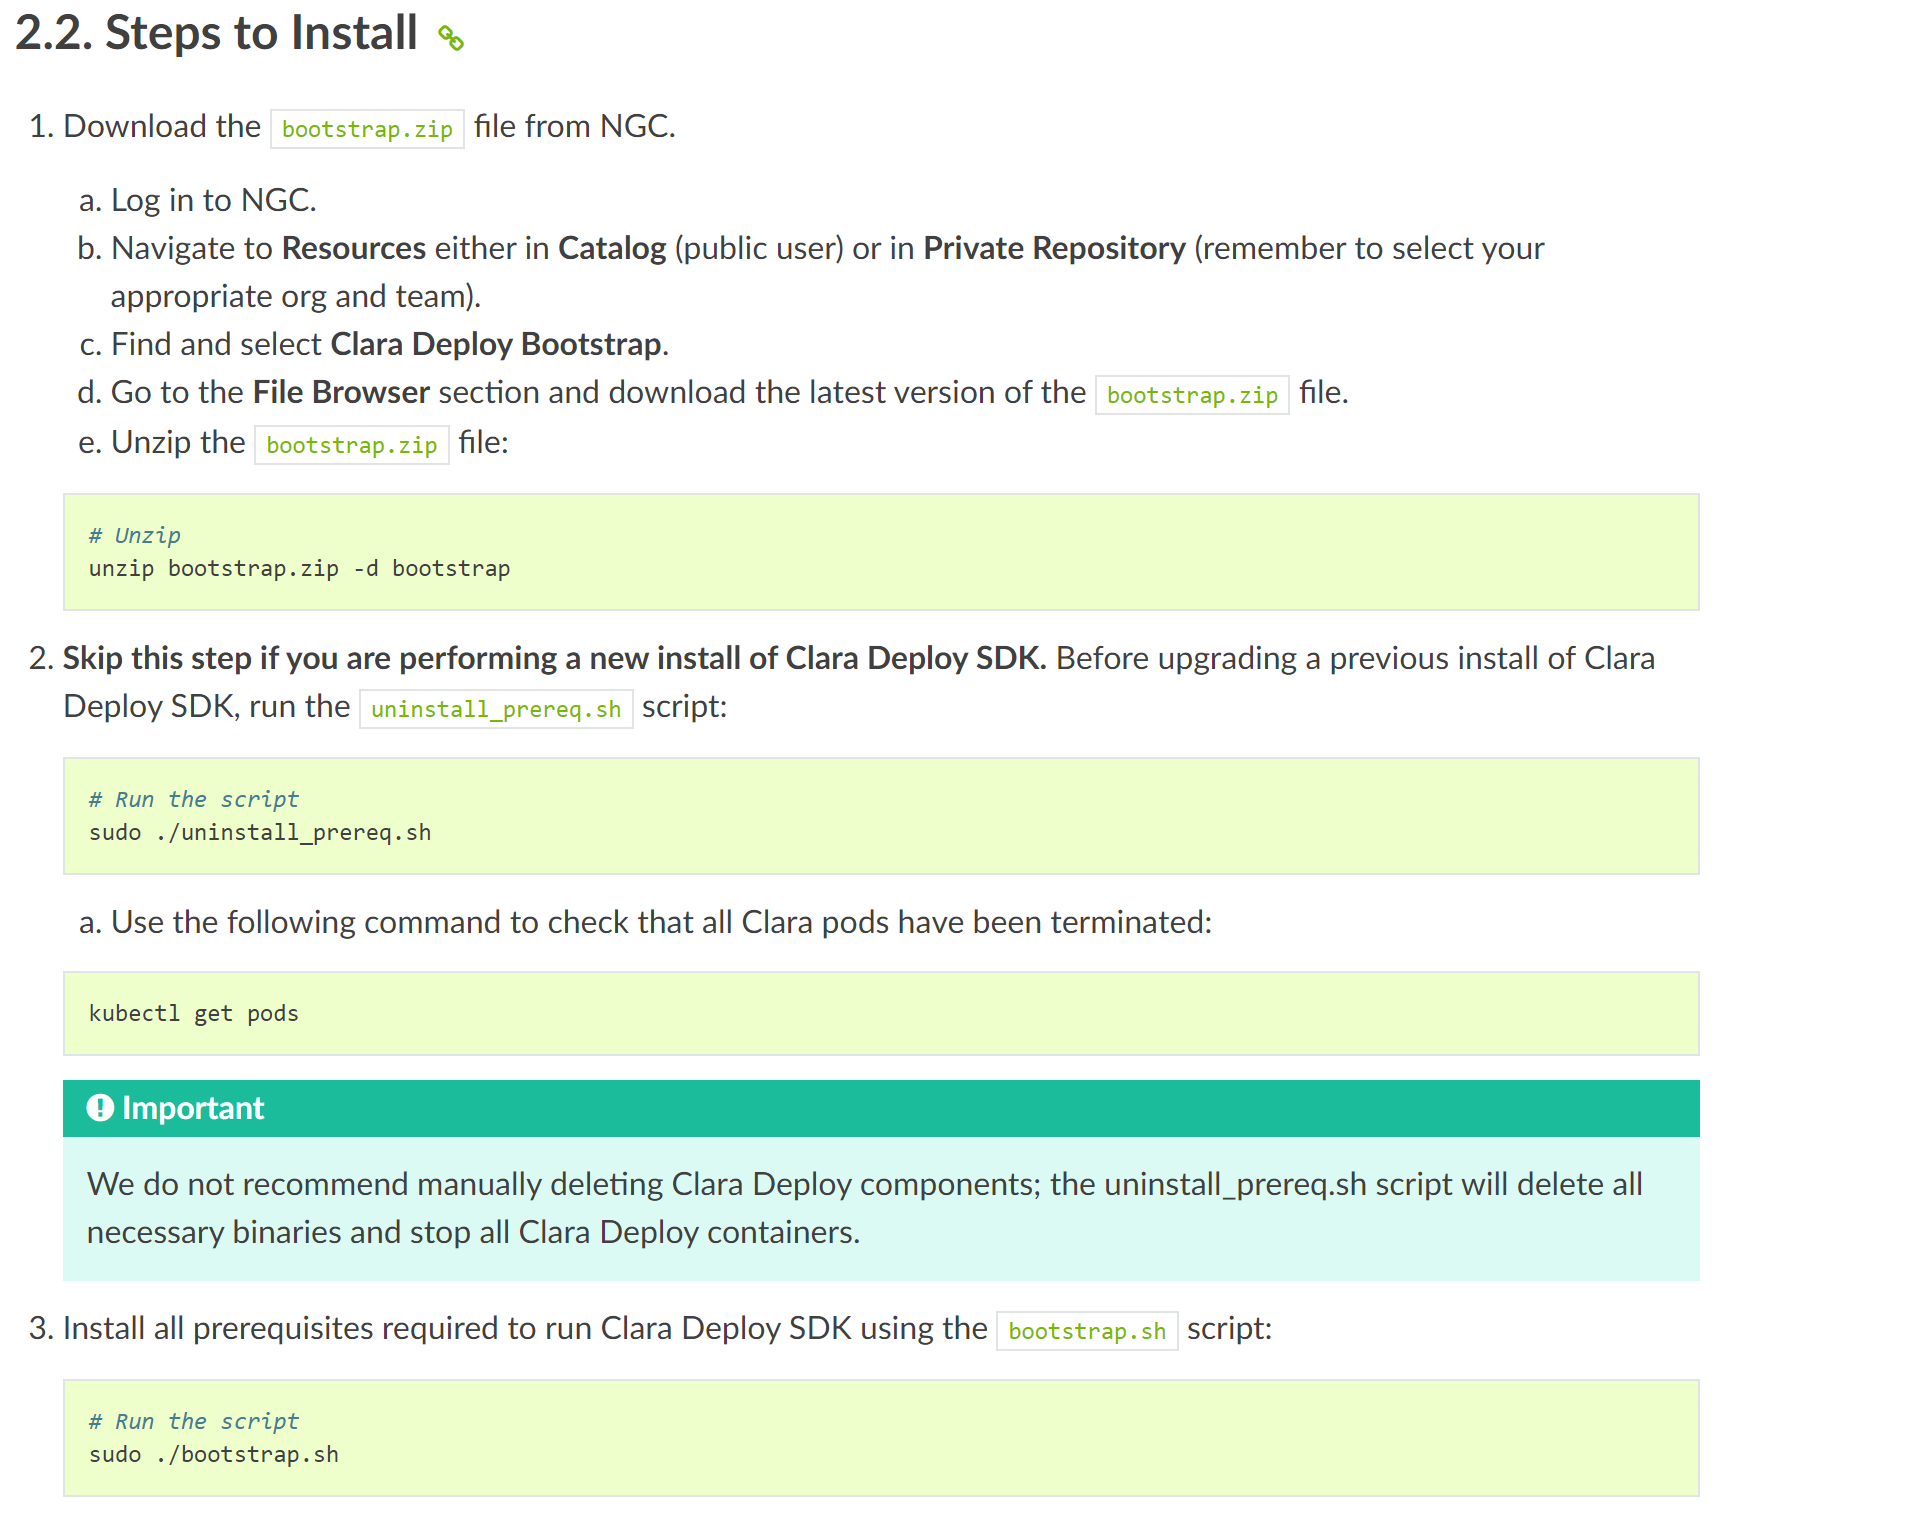 2.2. Steps to Install
1. Download the bootstrap.zip file from NGC.
a. Log in to NGC.
b. Navigate to Resources either in Catalog (public user) or in Private Repository (remember to select your
appropriate org and team).
c. Find and select Clara Deploy Bootstrap.
d. Go to the File Browser section and download the latest version of the bootstrap.zip file.
e. Unzip the bootstrap.zip file:
# Unzip
unzip bootstrap.zip -d bootstrap
2. Skip this step if you are performing a new install of Clara Deploy SDK. Before upgrading a previous install of Clara
Deploy SDK, run the uninstall_prereq.sh script:
# Run the script
sudo ./uninstall_prereq.sh
a. Use the following command to check that all Clara pods have been terminated:
kubectl get pods
Important
We do not recommend manually deleting Clara Deploy components; the uninstall_prereq.sh script will delete all
necessary binaries and stop all Clara Deploy containers.
3. Install all prerequisites required to run Clara Deploy SDK using the bootstrap.sh script:
# Run the script
sudo ./bootstrap.sh